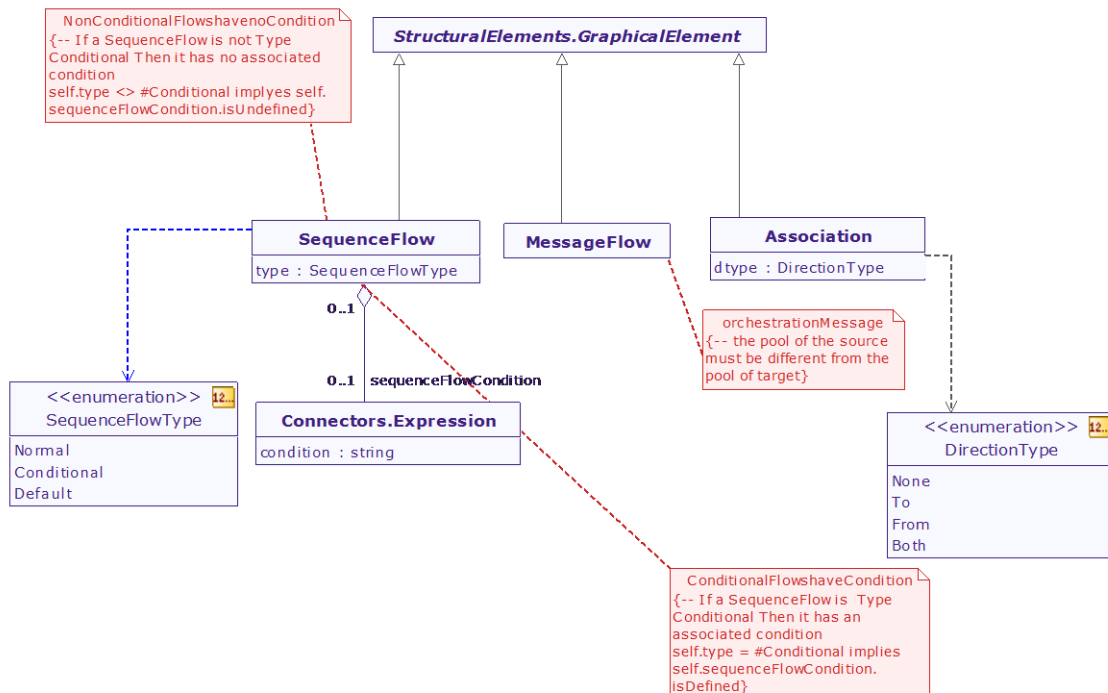 NonConditionalFlowshavenoCondition
{-- If a SequenceFlow is not Type
Conditional Then it has no associated
condition
self.type <> #Conditional implyes self.
sequenceFlowCondition.isUndefined}
StructuralElements.GraphicalElement
SequenceFlow
type : SequenceFlowType
MessageFlow
Association
dtype : DirectionType
0..1
orchestrationMessage
{-- the pool of the source
must be different from the
pool of target}
0..1 sequenceFlowCondition
<<enumeration>>
12...
SequenceFlowType
Normal
Conditional
Default
Connectors.Expression
condition : string
<<enumeration>>
12...
DirectionType
None
To
From
Both
ConditionalFlowshaveCondition
{-- If a SequenceFlow is Type
Conditional Then it has an
associated condition
self.type = #Conditional implies
self.sequenceFlowCondition.
isDefined}